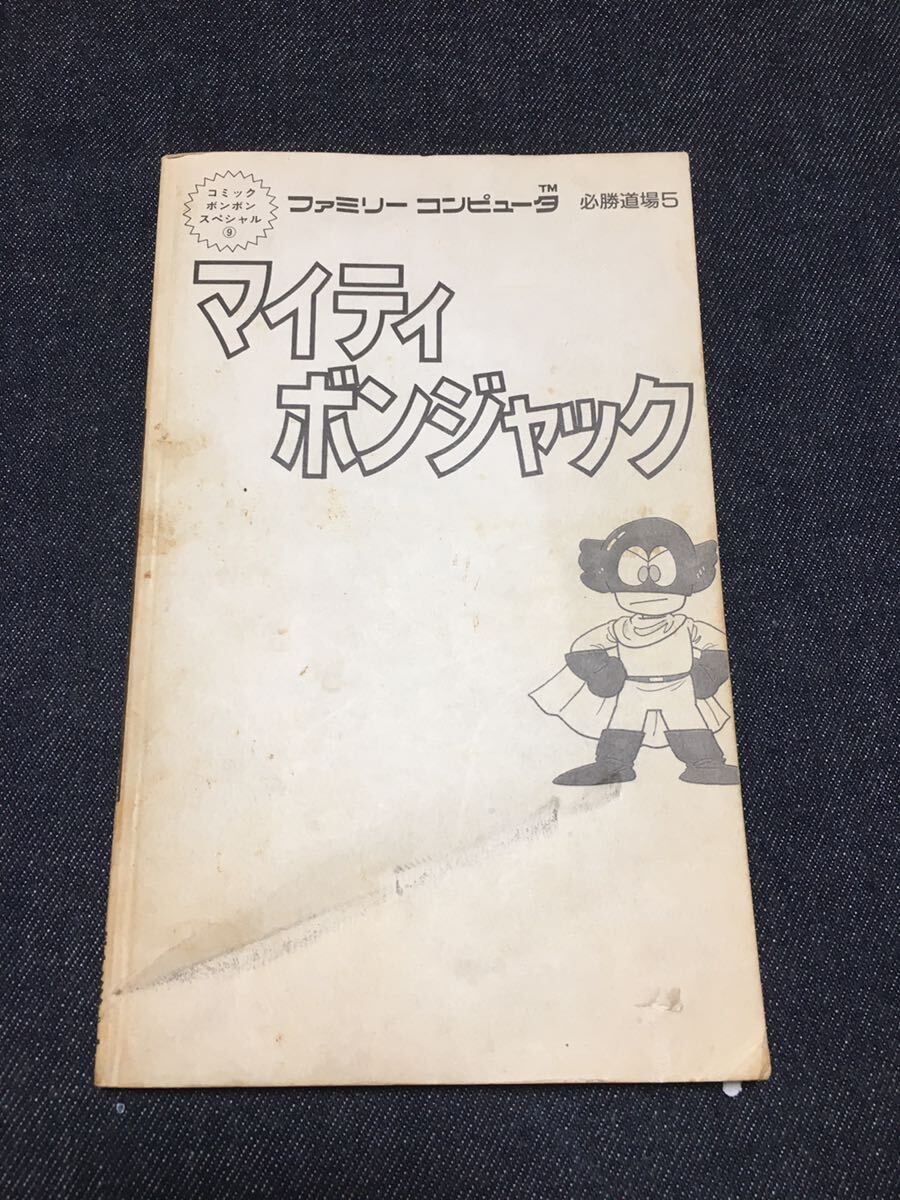 コミック
ボンボン
スペシャル
⑨
ファミリー コンピュータ™ 必勝道場5
マイティ
ボンジャック